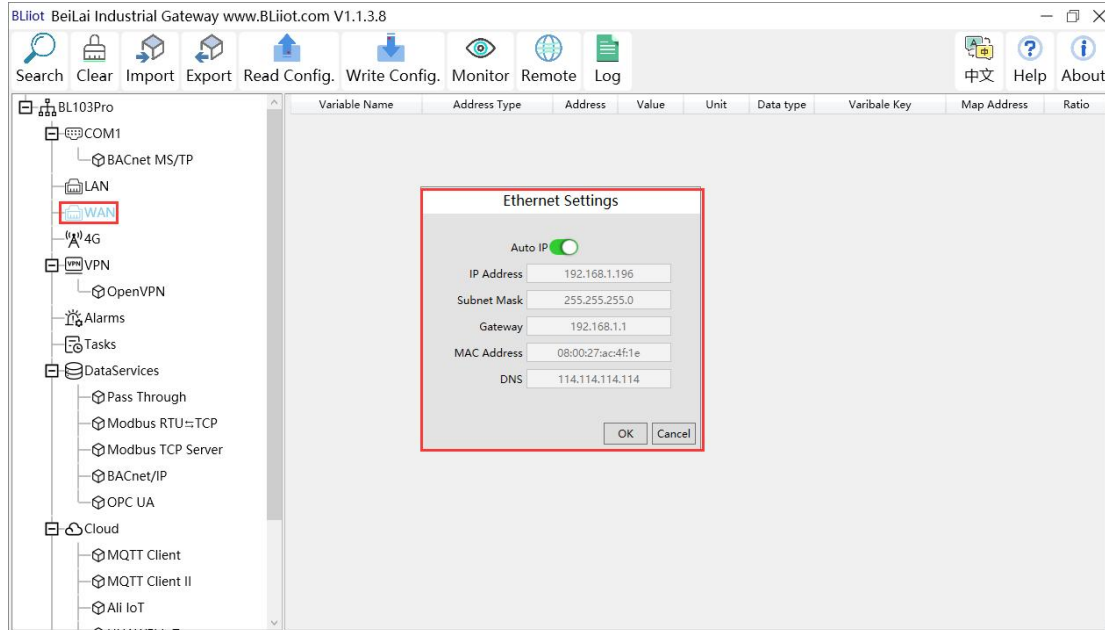 BLiiot BeiLai Industrial Gateway www.BLiiot.com V1.1.3.8
Search Clear Import Export Read Config. Write Config. Monitor Remote Log 中文 Help About
Variable Name Address Type Address Value Unit Data type Varibale Key Map Address Ratio
BL103Pro
COM1
BACnet MS/TP
LAN
WAN
4G
VPN
VPN
OpenVPN
Alarms
Tasks
DataServices
Pass Through
Modbus RTU⇆TCP
Modbus TCP Server
BACnet/IP
OPC UA
Cloud
MQTT Client
MQTT Client II
Ali IoT
Ethernet Settings
Auto IP
IP Address 192.168.1.196
Subnet Mask 255.255.255.0
Gateway 192.168.1.1
MAC Address 08:00:27:ac:4f:1e
DNS 114.114.114.114
OK Cancel